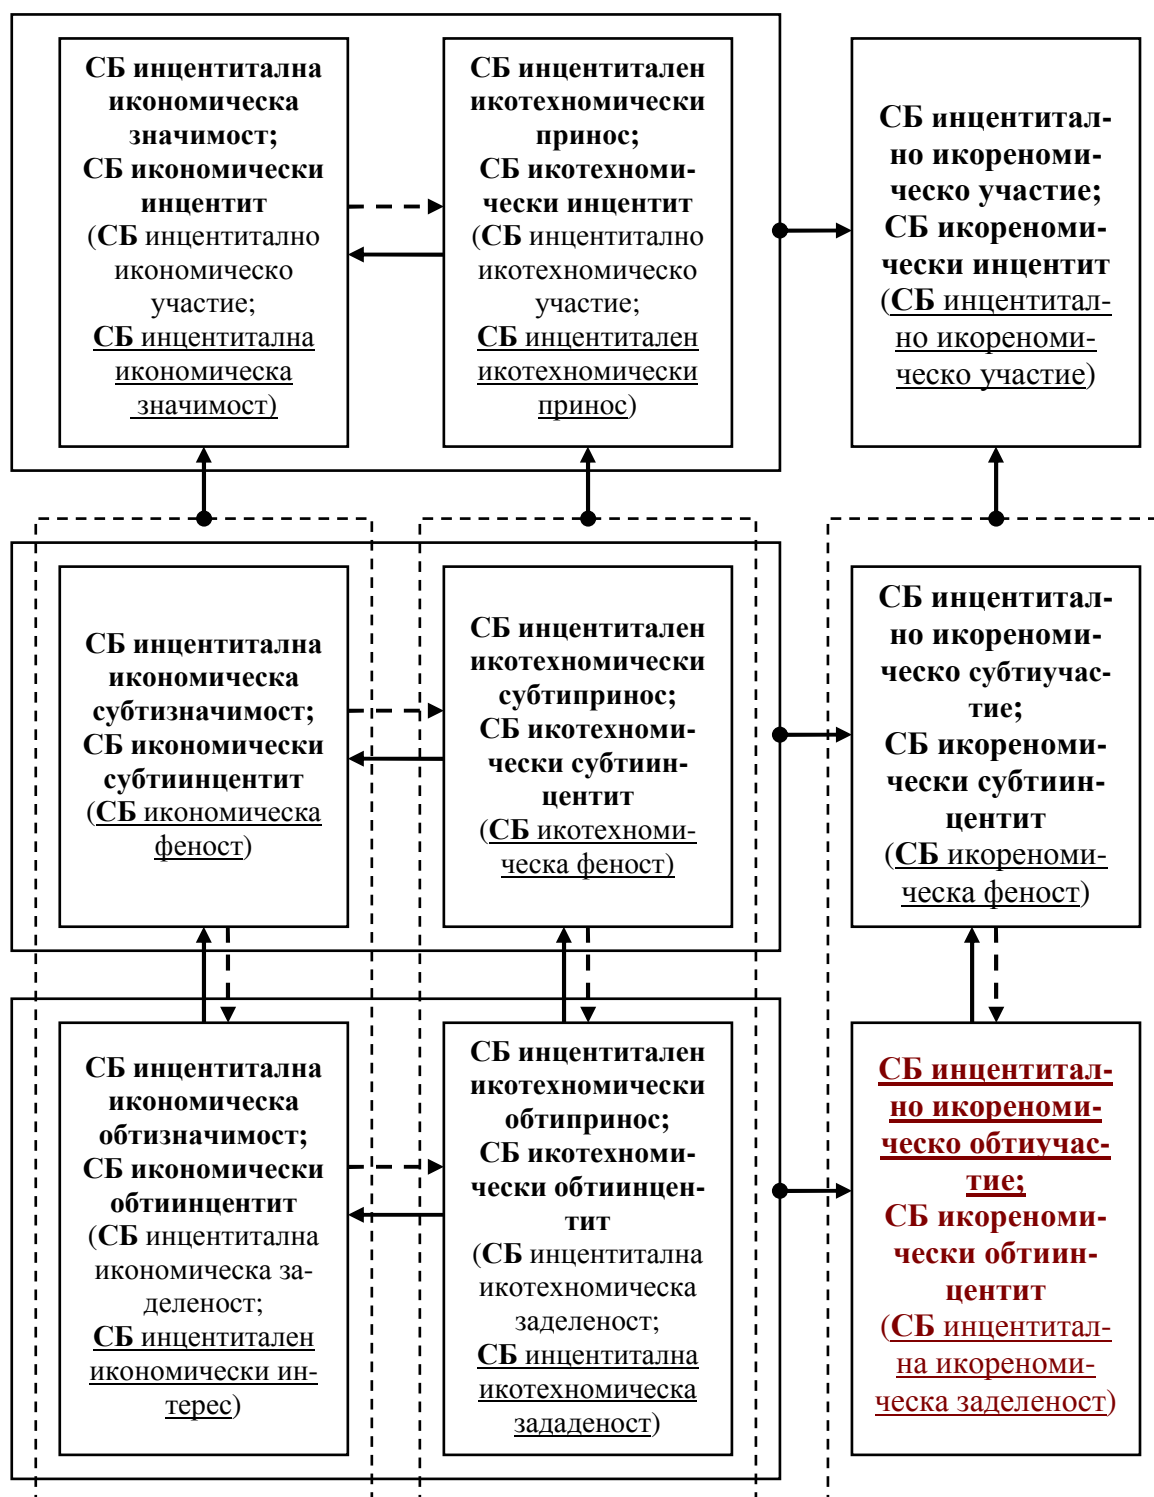 СБ инцентитална
икономическа
значимост;
СБ икономически
инцентит
(СБ инцентитално
икономическо
участие;
СБ инцентитална
икономическа
значимост)
СБ инцентитален
икотехномически
принос;
СБ икотехноми-
чески инцентит
(СБ инцентитално
икотехномическо
участие;
СБ инцентитален
икотехномически
принос)
СБ инцентитал-
но икореноми-
ческо участие;
СБ икореноми-
чески инцентит
(СБ инцентитал-
но икореноми-
ческо участие)
СБ инцентитална
икономическа
субтизначимост;
СБ икономически
субтиинцентит
(СБ икономическа
феност)
СБ инцентитален
икотехномически
субтипринос;
СБ икотехноми-
чески субтиин-
центит
(СБ икотехноми-
ческа феност)
СБ инцентитал-
но икореноми-
ческо субтиучас-
тие;
СБ икореноми-
чески субтиин-
центит
(СБ икореноми-
ческа феност)
СБ инцентитална
икономическа
обтизначимост;
СБ икономически
обтиинцентит
(СБ инцентитална
икономическа за-
деленост;
СБ инцентитален
икономически ин-
терес)
СБ инцентитален
икотехномически
обтипринос;
СБ икотехноми-
чески обтиинцен-
тит
(СБ инцентитална
икотехномическа
заделеност;
СБ инцентитална
икотехномическа
зададеност)
СБ инцентитал-
но икореноми-
ческо обтиучас-
тие;
СБ икореноми-
чески обтиин-
центит
(СБ инцентитал-
на икореноми-
ческа заделеност)